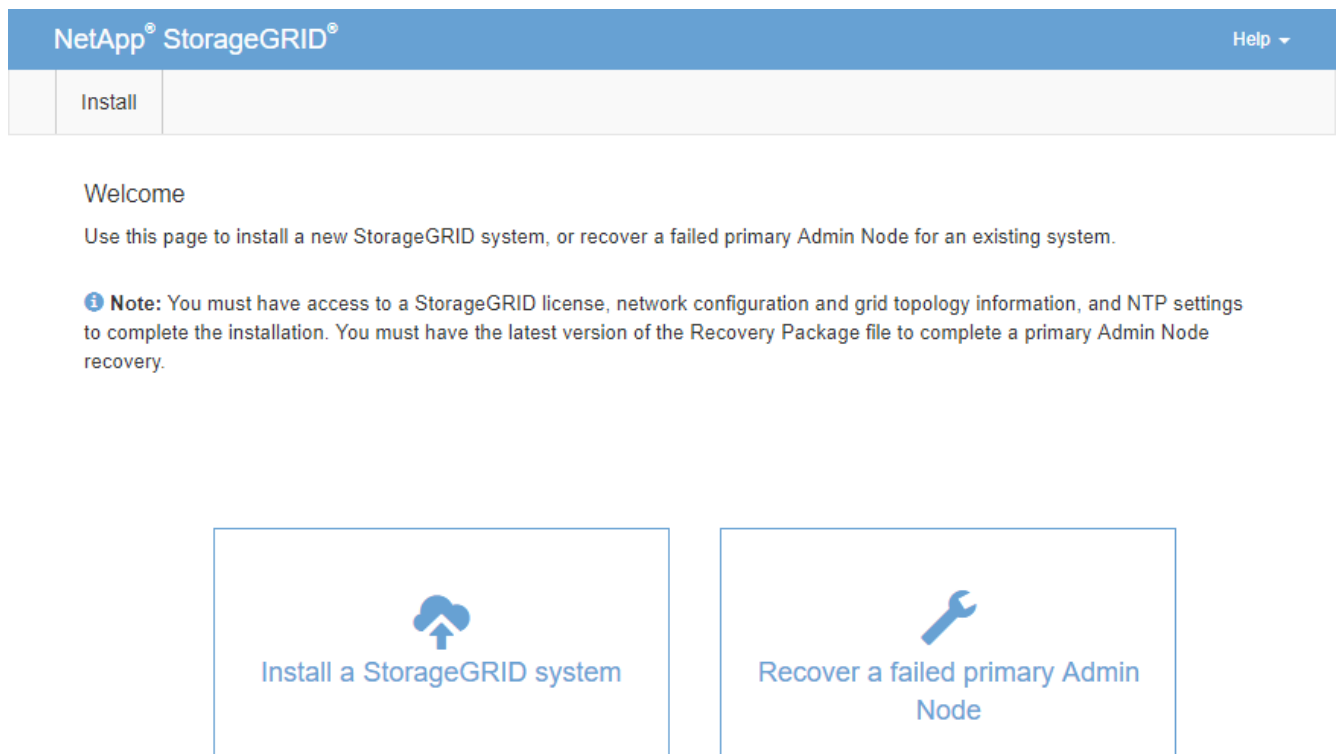 NetApp® StorageGRID®
Help
Install
Welcome
Use this page to install a new StorageGRID system, or recover a failed primary Admin Node for an existing system.
Note: You must have access to a StorageGRID license, network configuration and grid topology information, and NTP settings
to complete the installation. You must have the latest version of the Recovery Package file to complete a primary Admin Node
recovery.
Install a StorageGRID system
Recover a failed primary Admin
Node